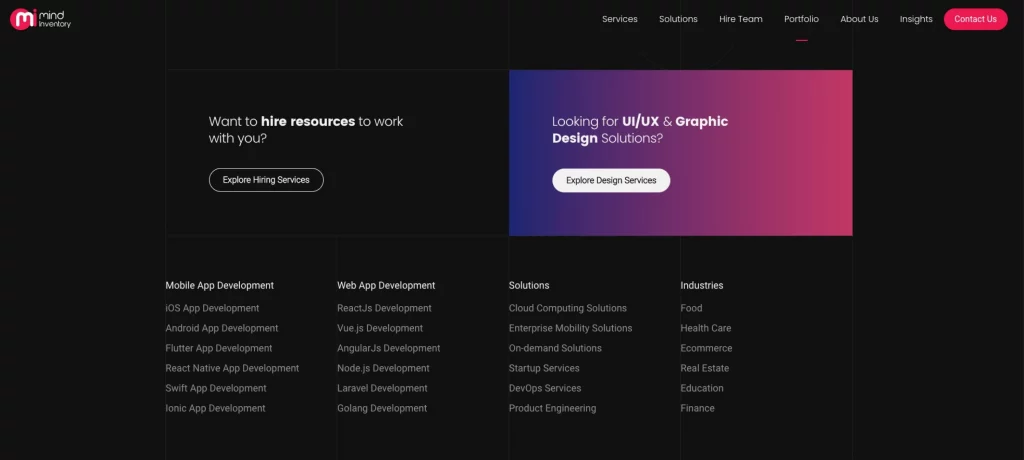 mind
inventory
Services
Solutions
Hire Team
Portfolio
About Us
Insights
Contact Us
Want to hire resources to work
with you?
Explore Hiring Services
Looking for UI/UX & Graphic
Design Solutions?
Explore Design Services
Mobile App Development
iOS App Development
Android App Development
Flutter App Development
React Native App Development
Swift App Development
Ionic App Development
Web App Development
ReactJs Development
Vue.js Development
AngularJs Development
Node.js Development
Laravel Development
Golang Development
Solutions
Cloud Computing Solutions
Enterprise Mobility Solutions
On-demand Solutions
Startup Services
DevOps Services
Product Engineering
Industries
Food
Health Care
Ecommerce
Real Estate
Education
Finance